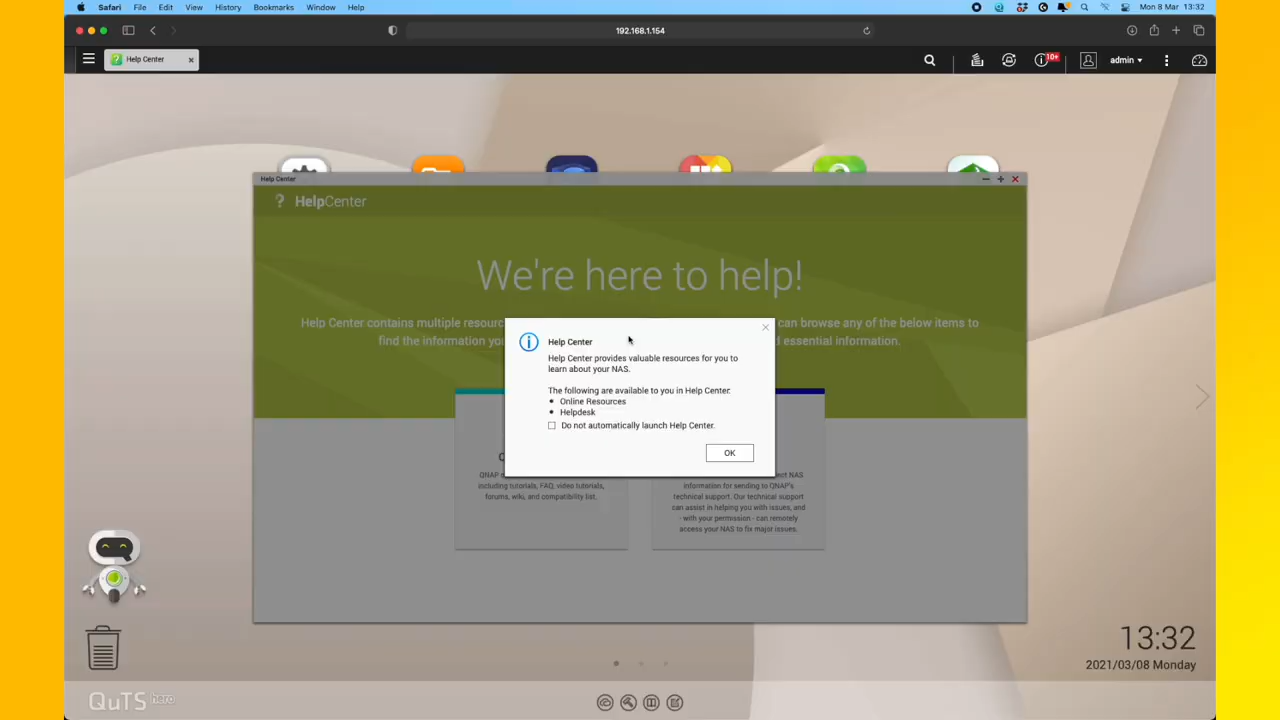 Safari File Edit View History Bookmarks Window Help
Mon 8 Mar 13:32
192.168.1.154
Help Center
10+
admin
Help Center
? HelpCenter
We're here to help!
Help Center contains multiple
can browse any of the below items to
find the information
essential information.
Help Center
Help Center provides valuable resources for you to
learn about your NAS.
The following are available to you in Help Center:
• Online Resources
• Helpdesk
Do not automatically launch Help Center.
OK
QNAP
including tutorials, FAQ, video tutorials,
forums, wiki, and compatibility list.
NAS
information for sending to QNAP's
technical support. Our technical support
can assist in helping you with issues, and
- with your permission - can remotely
access your NAS to fix major issues.
13:32
2021/03/08 Monday
QuTS hero